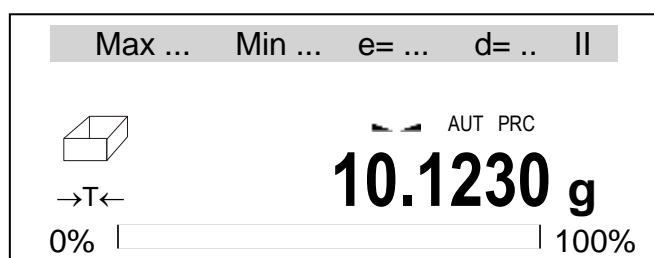 Max ... Min ... e= ... d= .. II
AUT PRC
10.1230 g
→T←
0% 100%